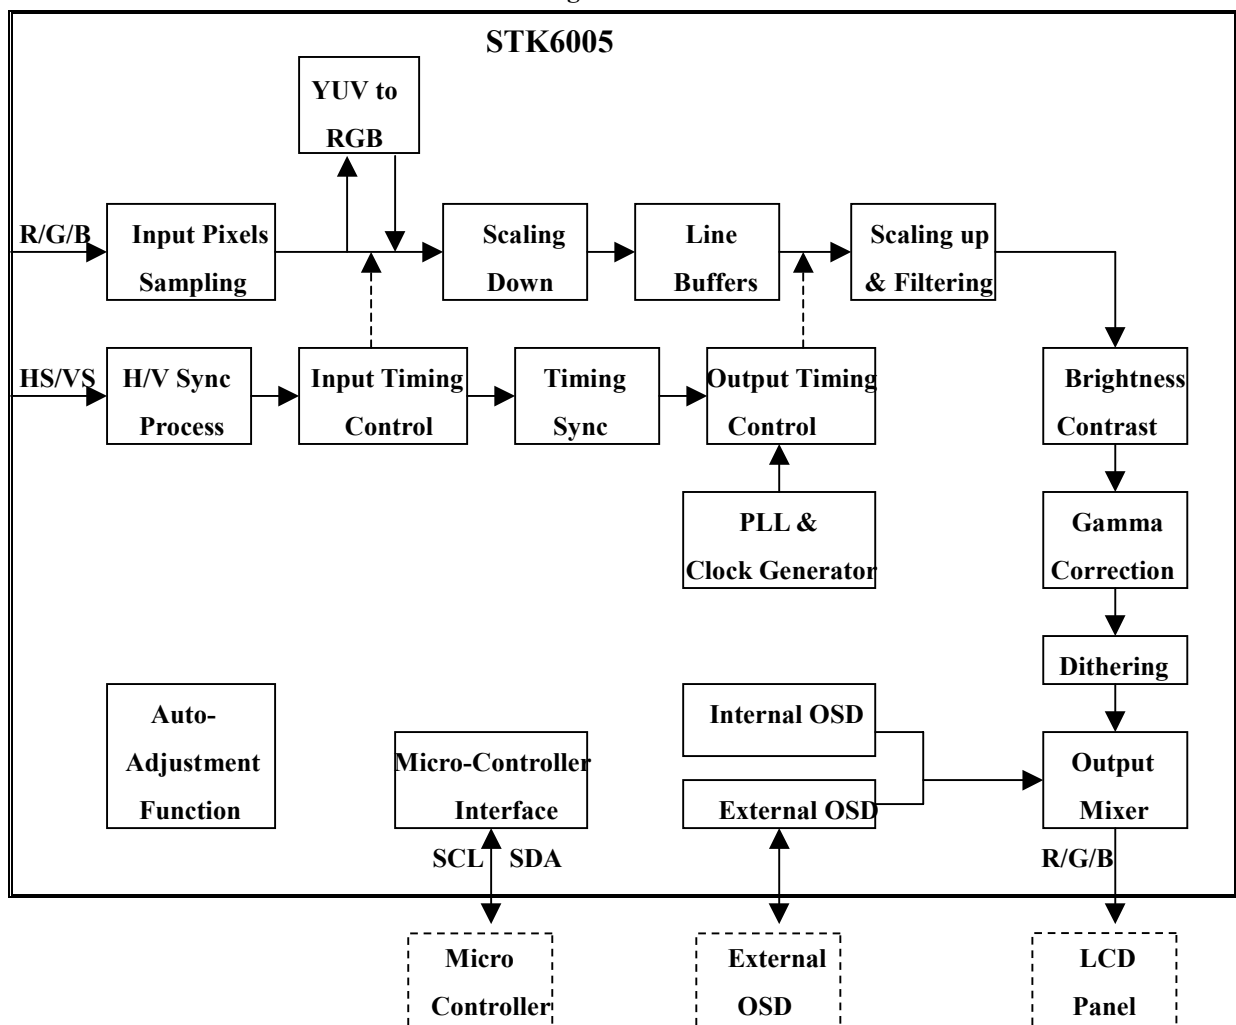 STK6005
YUV to
RGB
R/G/B
Input Pixels
Sampling
Scaling
Down
Line
Buffers
Scaling up
& Filtering
HS/VS
H/V Sync
Process
Input Timing
Control
Timing
Sync
Output Timing
Control
Brightness
Contrast
PLL &
Clock Generator
Gamma
Correction
Dithering
Auto-
Adjustment
Function
Micro-Controller
Interface
Internal OSD
External OSD
Output
Mixer
SCL
SDA
R/G/B
Micro
Controller
External
OSD
LCD
Panel